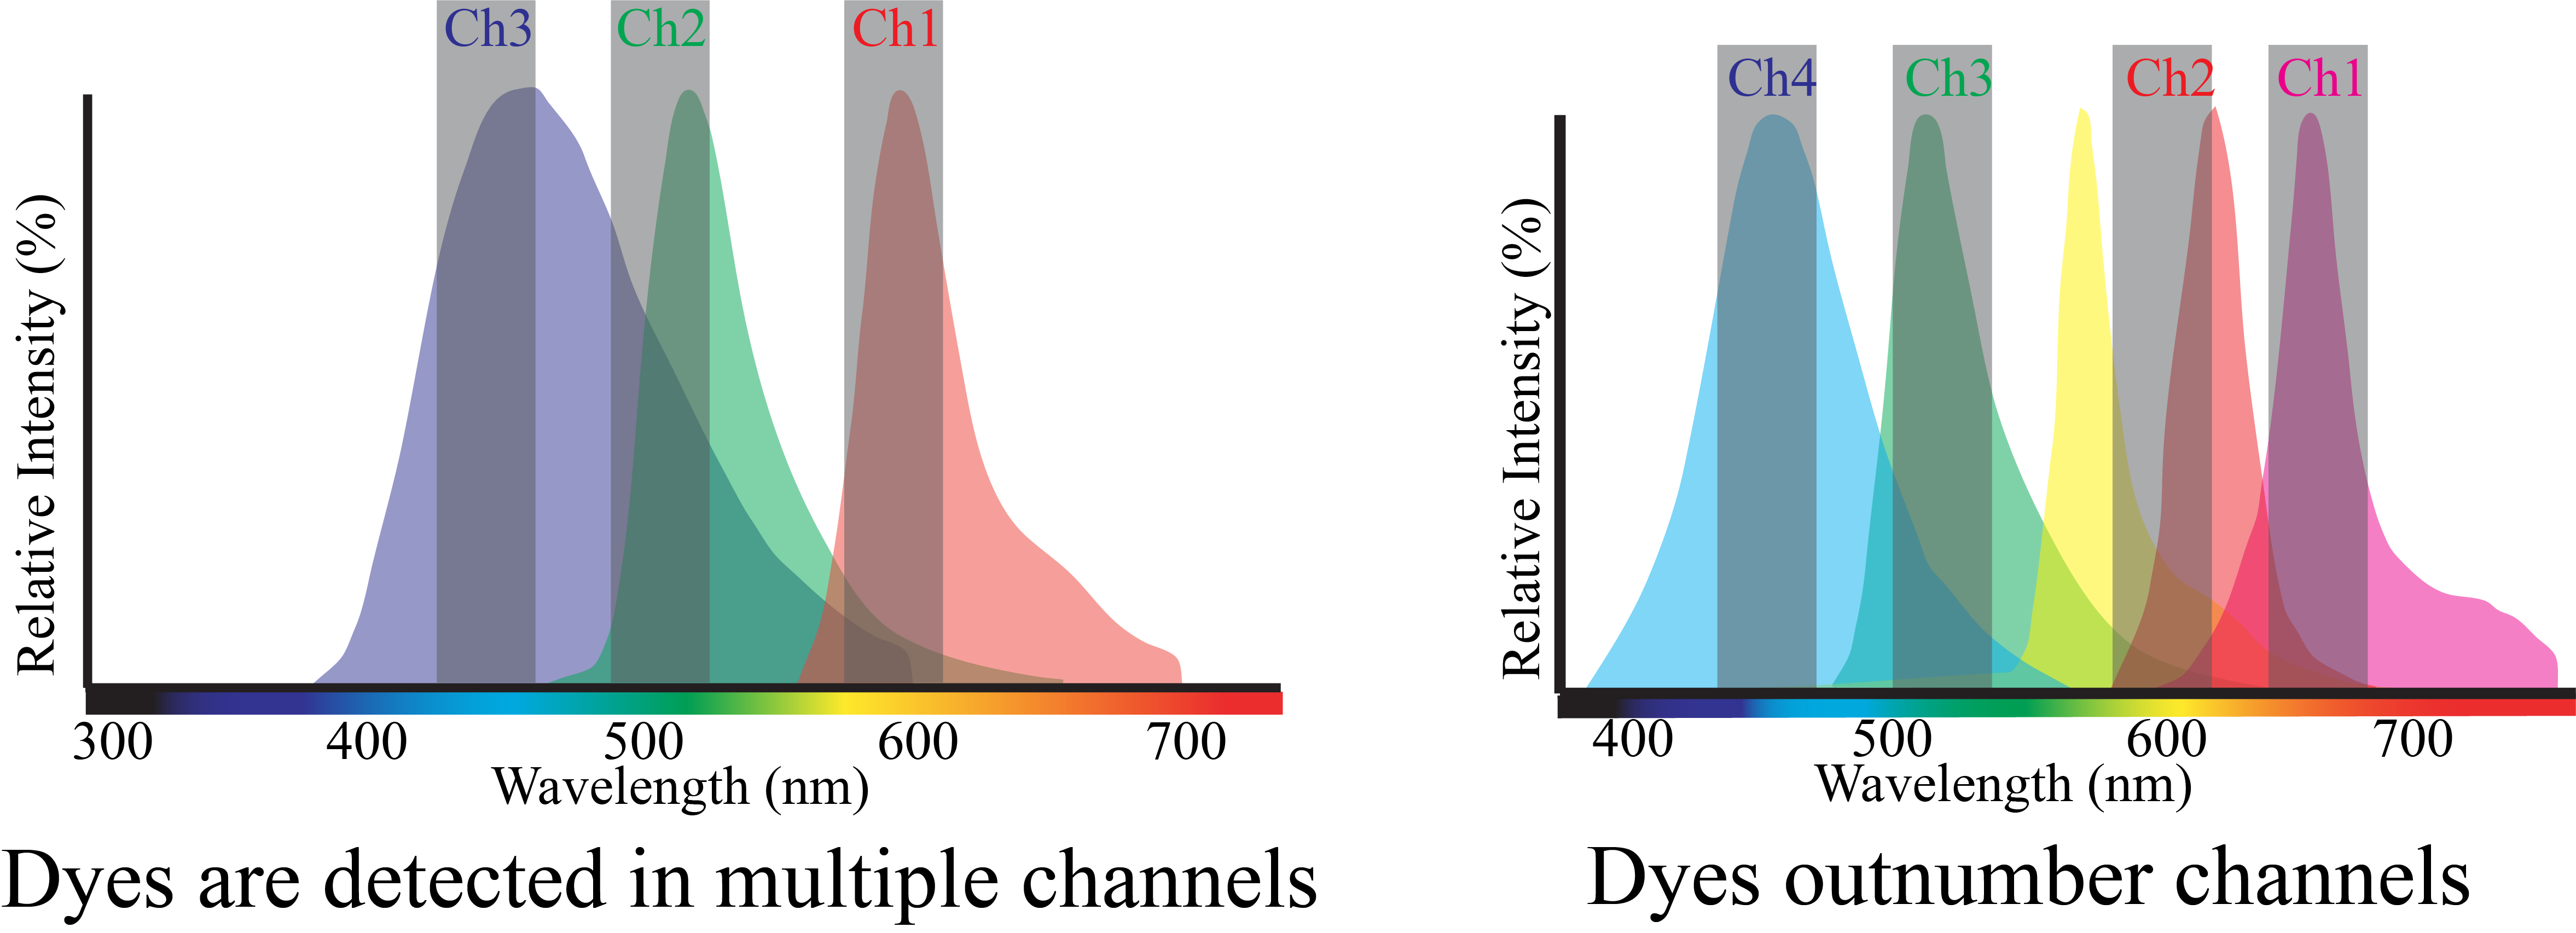 Ch3 Ch2 Ch1
Relative Intensity (%)
300 400 500 600 700
Wavelength (nm)
Dyes are detected in multiple channels
Ch4 Ch3 Ch2 Ch1
Relative Intensity (%)
400 500 600 700
Wavelength (nm)
Dyes outnumber channels